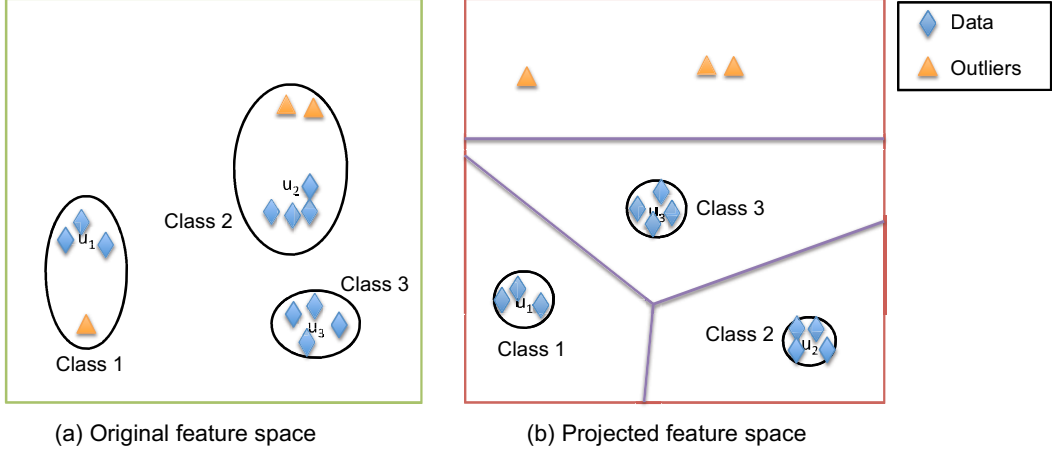 Data
Outliers
u2
Class 2
u1
Class 3
u3
Class 1
Class 3
u3
u1
Class 1
Class 2
u2
(a) Original feature space
(b) Projected feature space